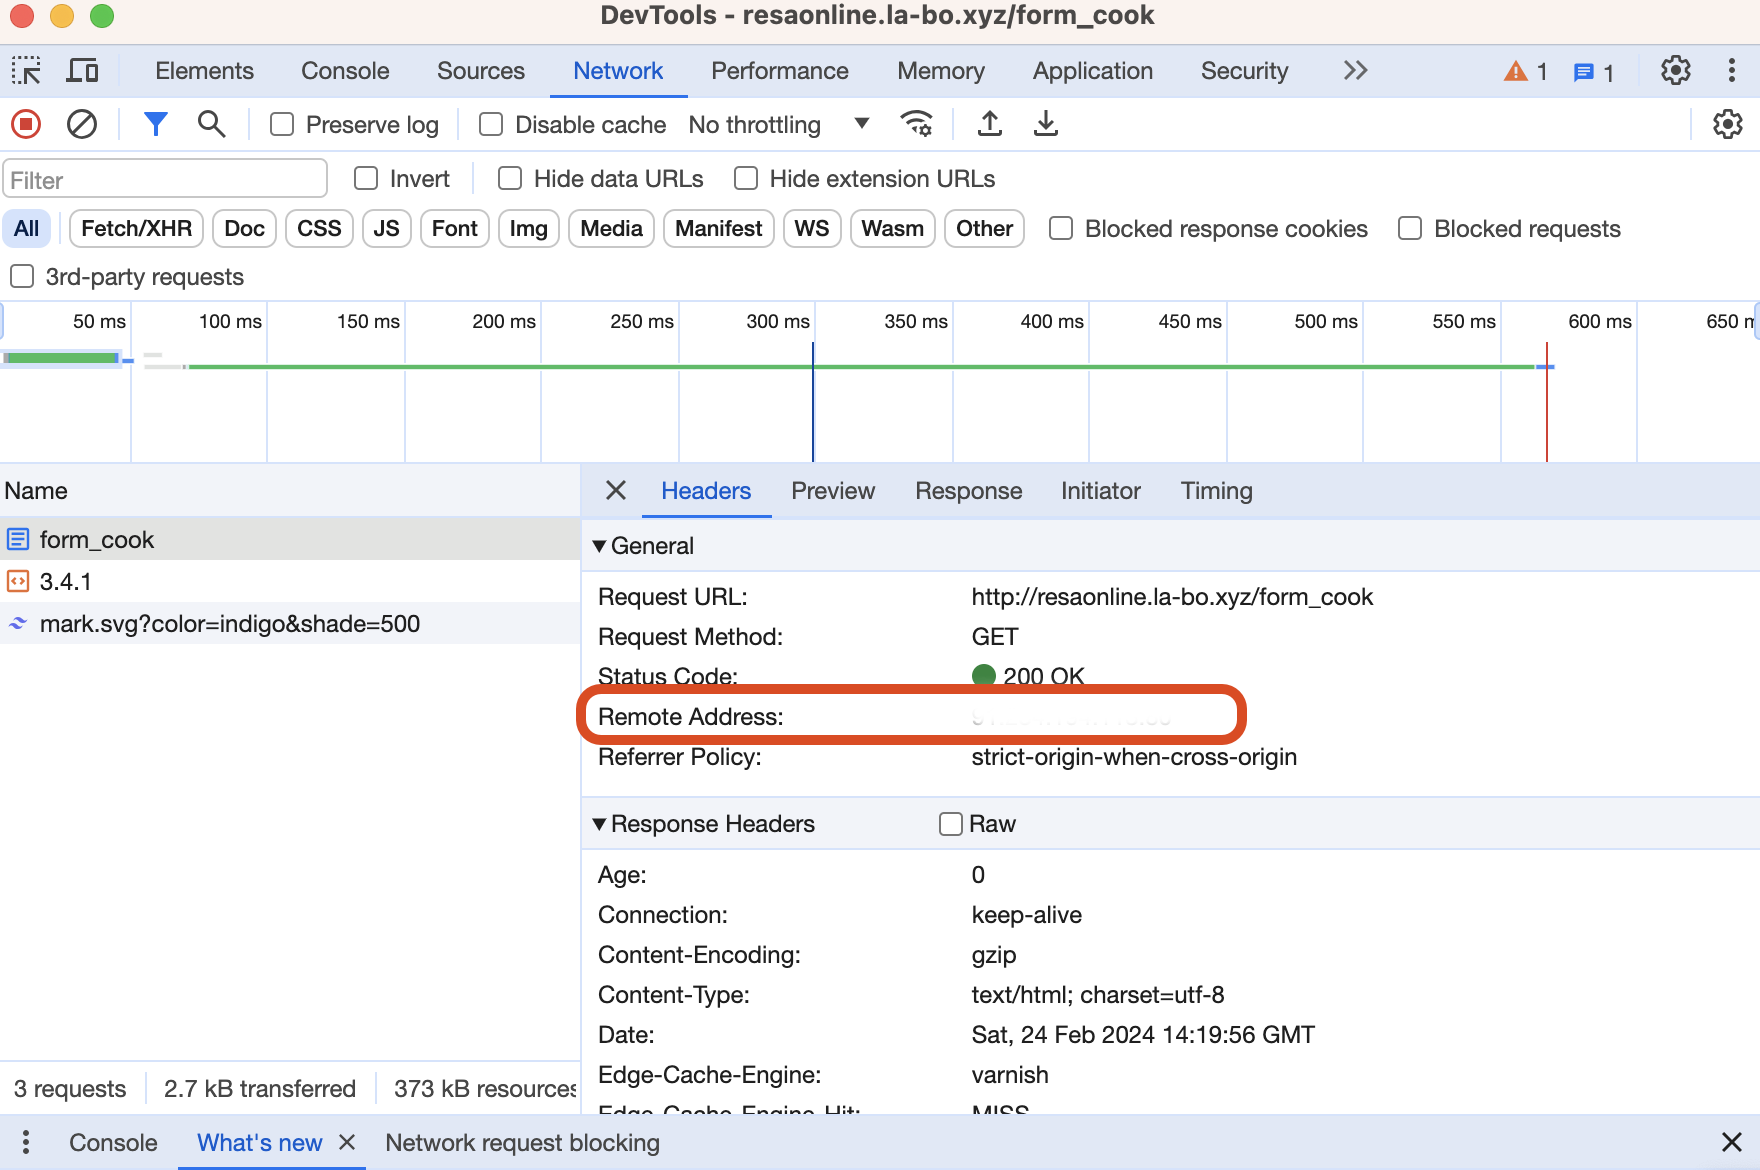 DevTools - resaonline.la-bo.xyz/form_cook
Elements Console Sources Network Performance Memory Application Security 1 1
Preserve log Disable cache No throttling
Filter Invert Hide data URLs Hide extension URLs
All Fetch/XHR Doc CSS JS Font Img Media Manifest WS Wasm Other Blocked response cookies Blocked requests
3rd-party requests
50 ms 100 ms 150 ms 200 ms 250 ms 300 ms 350 ms 400 ms 450 ms 500 ms 550 ms 600 ms 650
Name
form_cook
3.4.1
mark.svg?color=indigo&shade=500
3 requests 2.7 kB transferred 373 kB resources
Headers Preview Response Initiator Timing
General
Request URL: http://resaonline.la-bo.xyz/form_cook
Request Method: GET
Status Code: 200 OK
Remote Address:
Referrer Policy: strict-origin-when-cross-origin
Response Headers Raw
Age: 0
Connection: keep-alive
Content-Encoding: gzip
Content-Type: text/html; charset=utf-8
Date: Sat, 24 Feb 2024 14:19:56 GMT
Edge-Cache-Engine: varnish
Edge-Cache-Engine-Hit: MISS
Console What's new Network request blocking